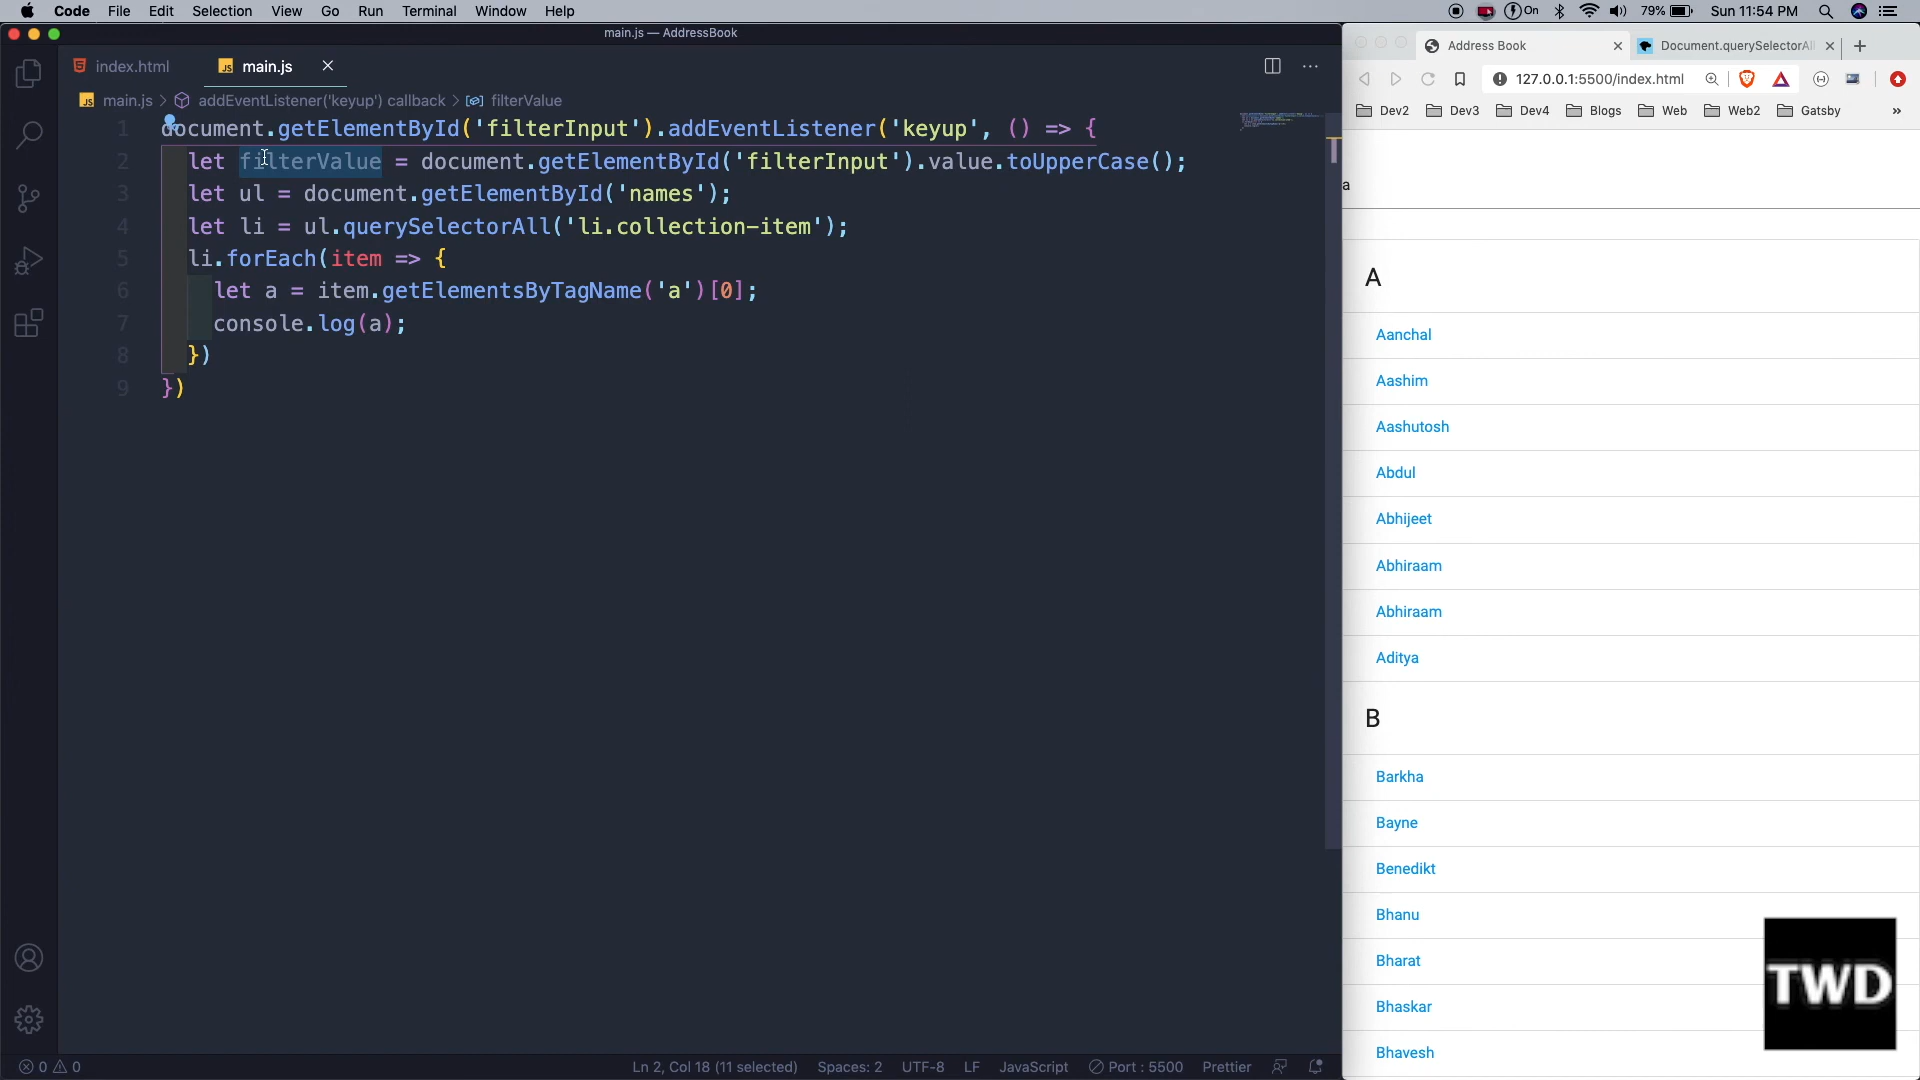 Code File Edit Selection View Go Run Terminal Window Help
On 79% Sun 11:54 PM
main.js — AddressBook
index.html
main.js
main.js > addEventListener('keyup') callback > filterValue
1 document.getElementById('filterInput').addEventListener('keyup', () => {
2 let filterValue = document.getElementById('filterInput').value.toUpperCase();
3 let ul = document.getElementById('names');
4 let li = ul.querySelectorAll('li.collection-item');
5 li.forEach(item => {
6 let a = item.getElementsByTagName('a')[0];
7 console.log(a);
8 })
9 })
0 0
Ln 2, Col 18 (11 selected) Spaces: 2 UTF-8 LF JavaScript Port : 5500 Prettier
Address Book
Document.querySelectorAll
127.0.0.1:5500/index.html
Dev2 Dev3 Dev4 Blogs Web Web2 Gatsby »
a
A
Aanchal
Aashim
Aashutosh
Abdul
Abhijeet
Abhiraam
Abhiraam
Aditya
B
Barkha
Bayne
Benedikt
Bhanu
Bharat
Bhaskar
Bhavesh
TWD